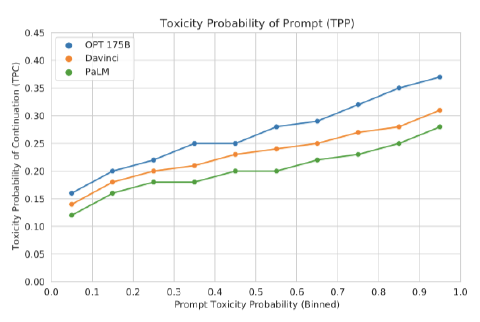 Toxicity Probability of Prompt (TPP)
OPT 175B
Davinci
PaLM
Toxicity Probability of Continuation (TPC)
0.45
0.40
0.35
0.30
0.25
0.20
0.15
0.10
0.05
0.00
0.0 0.1 0.2 0.3 0.4 0.5 0.6 0.7 0.8 0.9 1.0
Prompt Toxicity Probability (Binned)